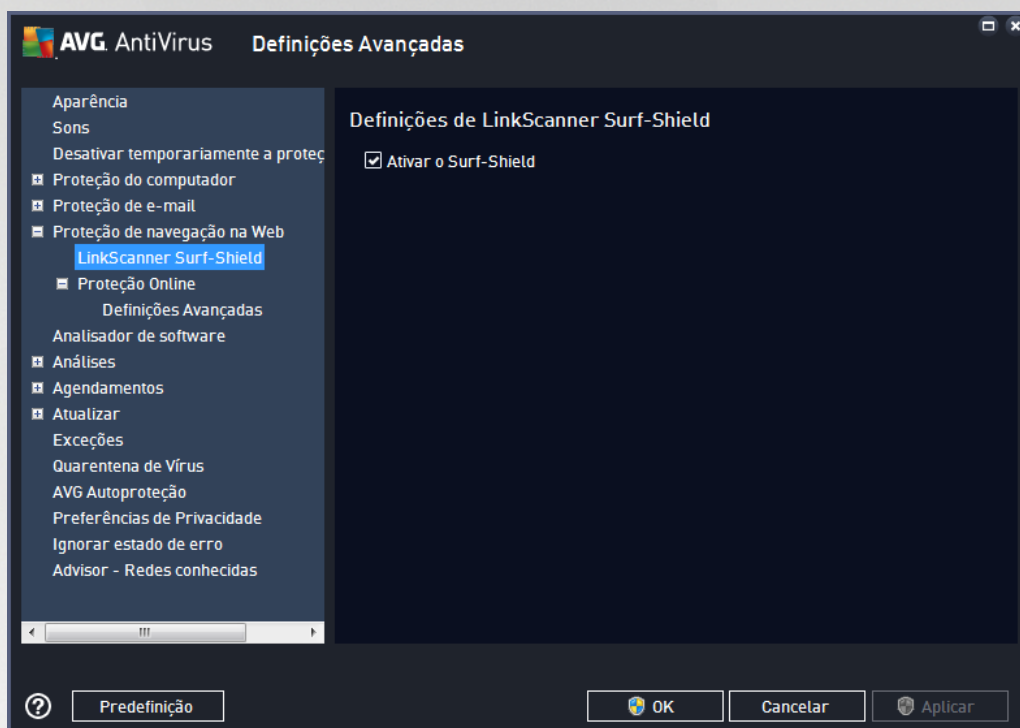 AVG. AntiVirus Definições Avançadas
Aparência
Sons
Desativar temporariamente a proteç
Proteção do computador
Proteção de e-mail
Proteção de navegação na Web
LinkScanner Surf-Shield
Proteção Online
Definições Avançadas
Analisador de software
Análises
Agendamentos
Atualizar
Exceções
Quarentena de Vírus
AVG Autoproteção
Preferências de Privacidade
Ignorar estado de erro
Advisor - Redes conhecidas
Definições de LinkScanner Surf-Shield
Ativar o Surf-Shield
Predefinição
OK
Cancelar
Aplicar